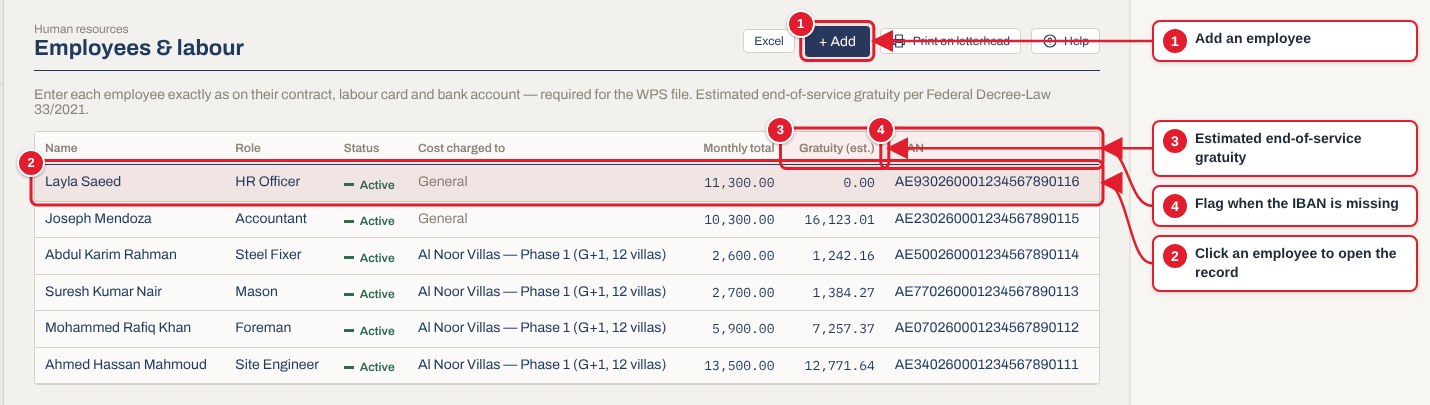 Human resources
Employees & labour
Excel
1
+ Add
Print on letterhead
Help
1 Add an employee
Enter each employee exactly as on their contract, labour card and bank account — required for the WPS file. Estimated end-of-service gratuity per Federal Decree-Law
33/2021.
3
4
3 Estimated end-of-service
gratuity
Name Role Status Cost charged to Monthly total Gratuity (est.)
2
Layla Saeed HR Officer Active General 11,300.00 0.00 AE930260001234567890116
4 Flag when the IBAN is missing
Joseph Mendoza Accountant Active General 10,300.00 16,123.01 AE230260001234567890115
2 Click an employee to open the
record
Abdul Karim Rahman Steel Fixer Active Al Noor Villas — Phase 1 (G+1, 12 villas) 2,600.00 1,242.16 AE500260001234567890114
Suresh Kumar Nair Mason Active Al Noor Villas — Phase 1 (G+1, 12 villas) 2,700.00 1,384.27 AE770260001234567890113
Mohammed Rafiq Khan Foreman Active Al Noor Villas — Phase 1 (G+1, 12 villas) 5,900.00 7,257.37 AE070260001234567890112
Ahmed Hassan Mahmoud Site Engineer Active Al Noor Villas — Phase 1 (G+1, 12 villas) 13,500.00 12,771.64 AE340260001234567890111